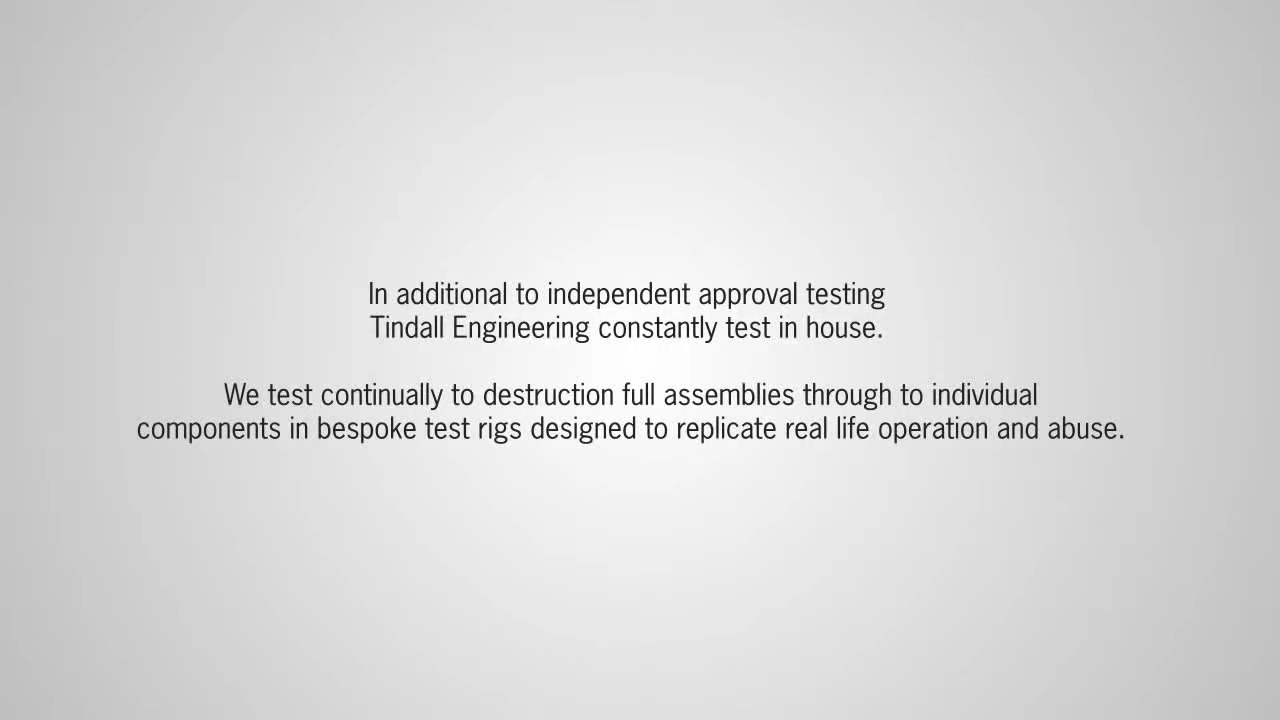 In additional to independent approval testing
Tindall Engineering constantly test in house.
We test continually to destruction full assemblies through to individual
components in bespoke test rigs designed to replicate real life operation and abuse.